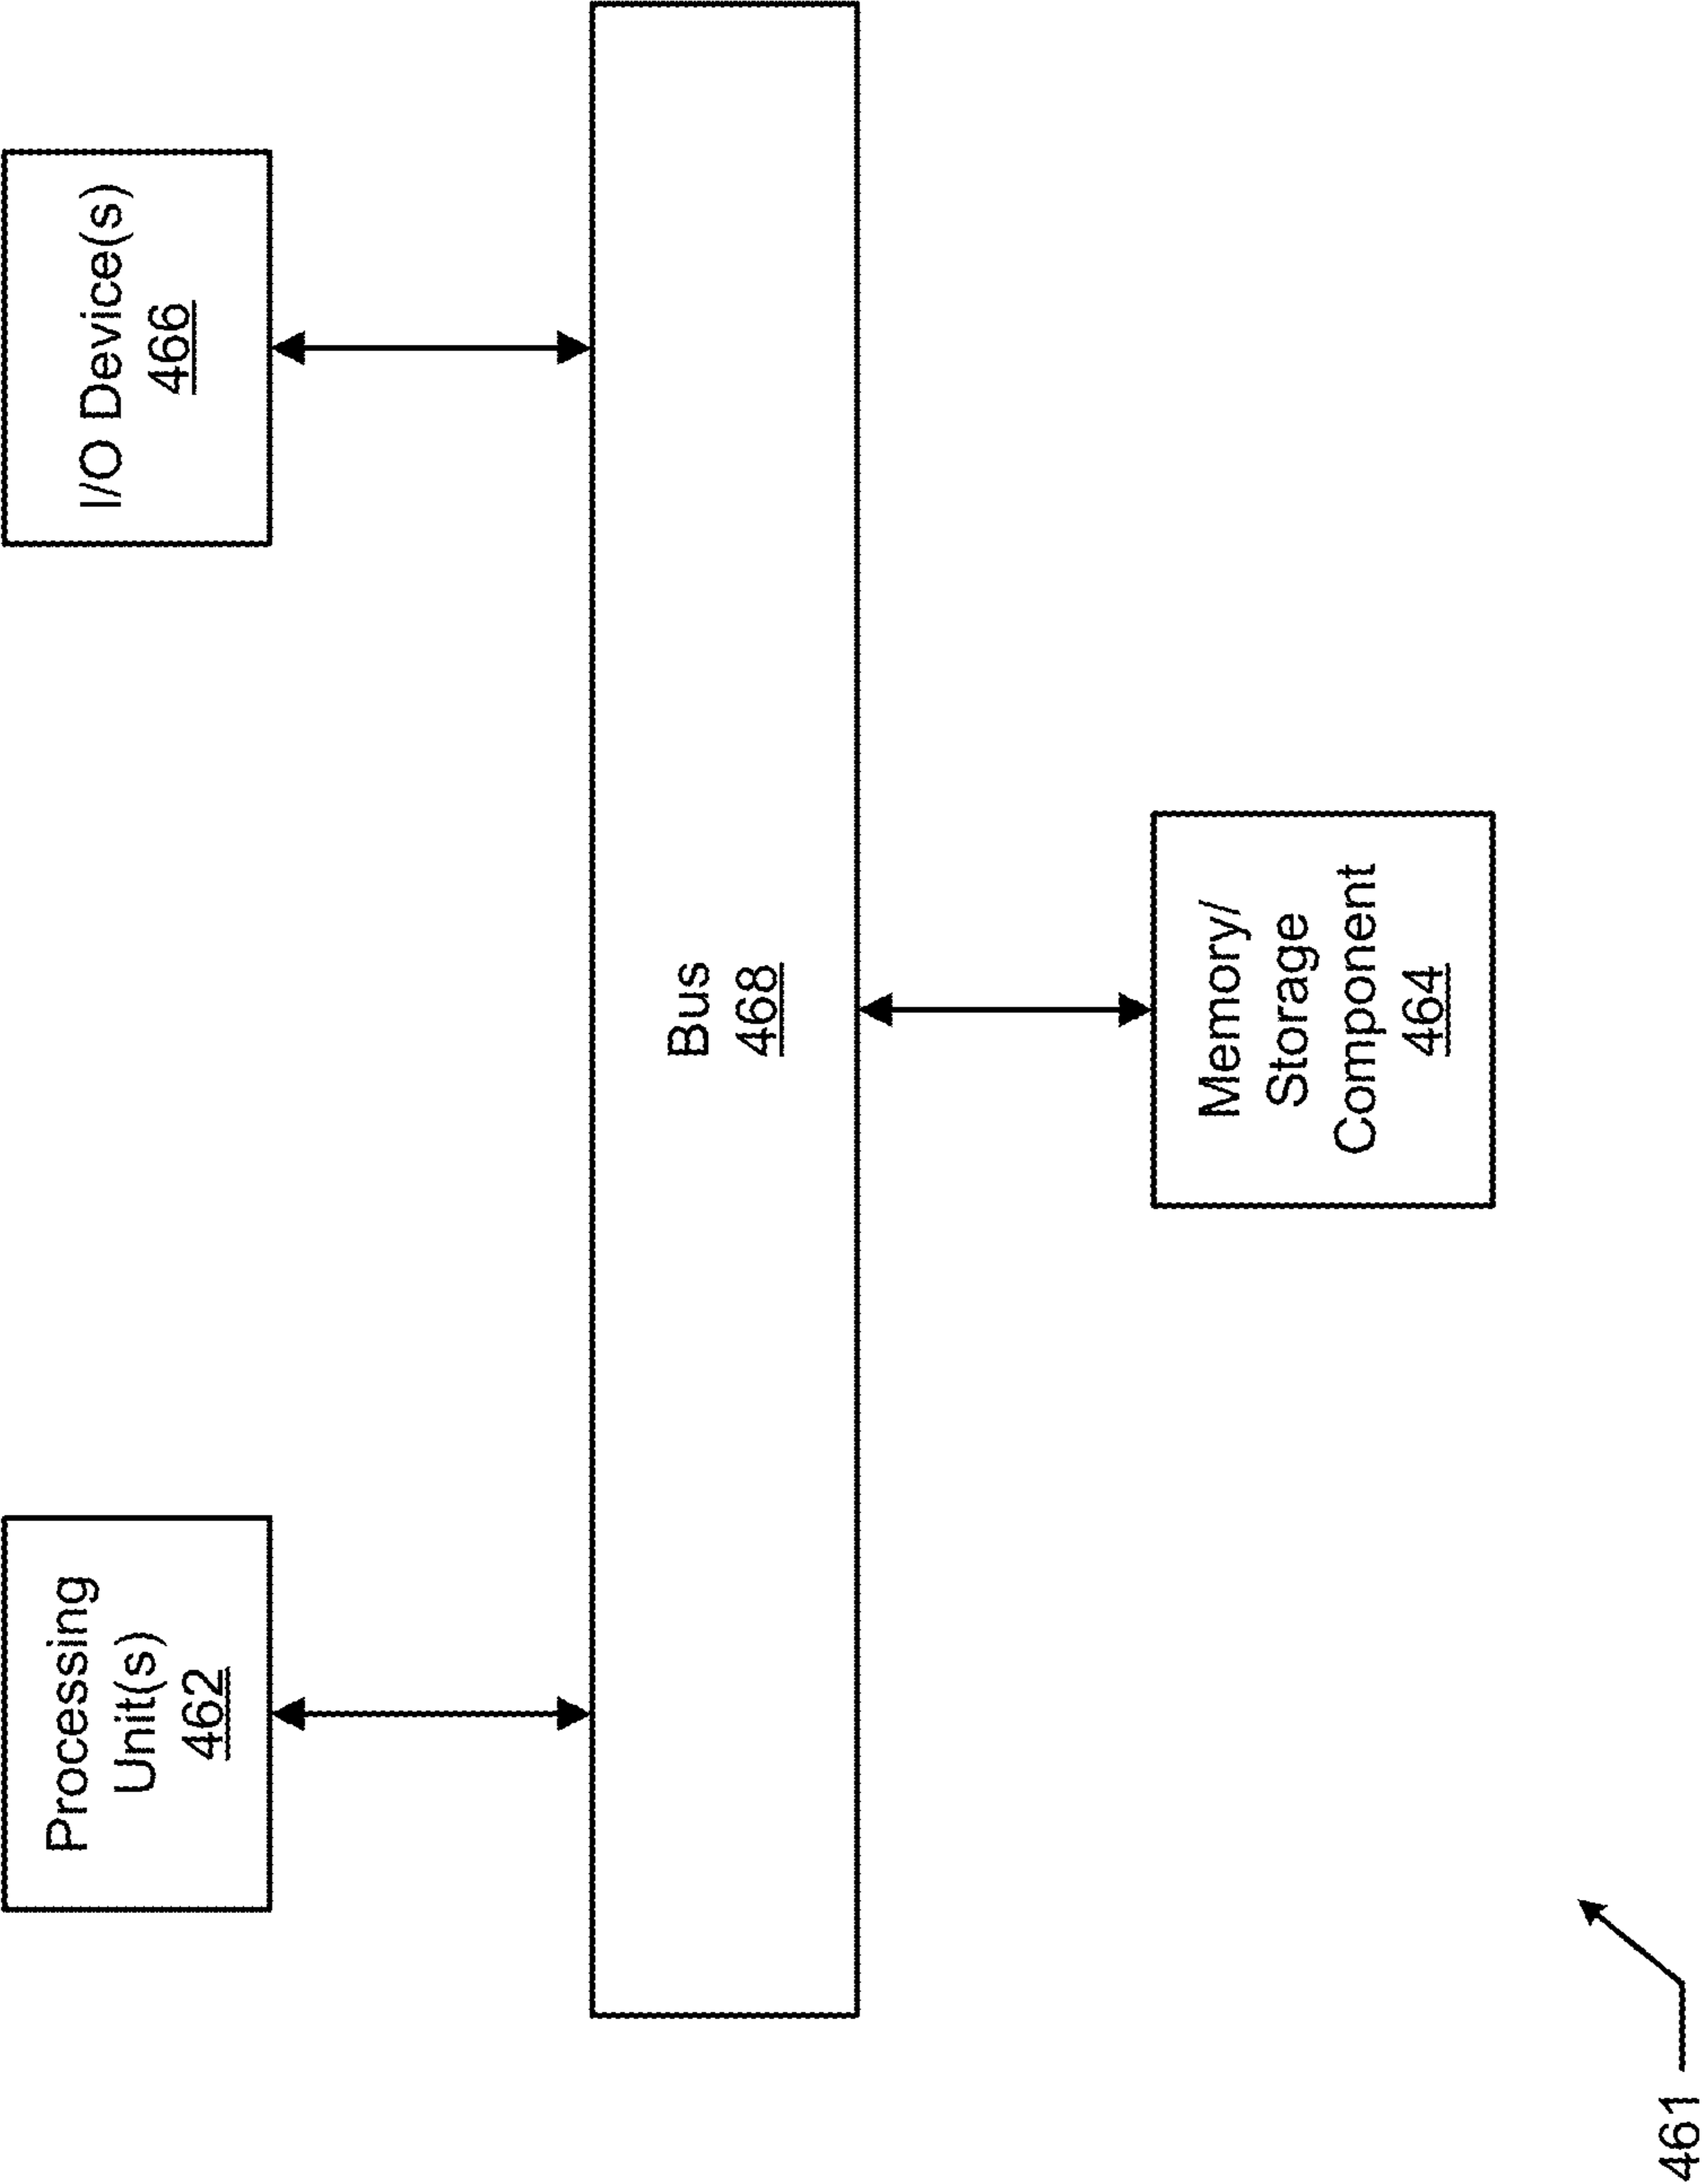 Processing
Unit(s)
462
I/O Device(s)
466
Bus
468
Memory/
Storage
Component
464
461